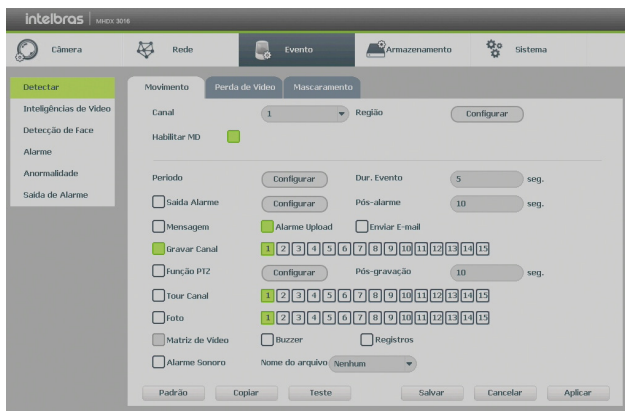 intelbras | MHDX 3016
Câmera Rede Evento Armazenamento Sistema
Detectar
Inteligências de Vídeo
Detecção de Face
Alarme
Anormalidade
Saída de Alarme
Movimento Perda de Vídeo Mascaramento
Canal 1 Região Configurar
Habilitar MD
Período Configurar Dur. Evento 5 seg.
Saída Alarme Configurar Pós-alarme 10 seg.
Mensagem Alarme Upload Enviar E-mail
Gravar Canal 1 2 3 4 5 6 7 8 9 10 11 12 13 14 15
Função PTZ Configurar Pós-gravação 10 seg.
Tour Canal 1 2 3 4 5 6 7 8 9 10 11 12 13 14 15
Foto 1 2 3 4 5 6 7 8 9 10 11 12 13 14 15
Matriz de Vídeo Buzzer Registros
Alarme Sonoro Nome do arquivo Nenhum
Padrão Copiar Teste Salvar Cancelar Aplicar